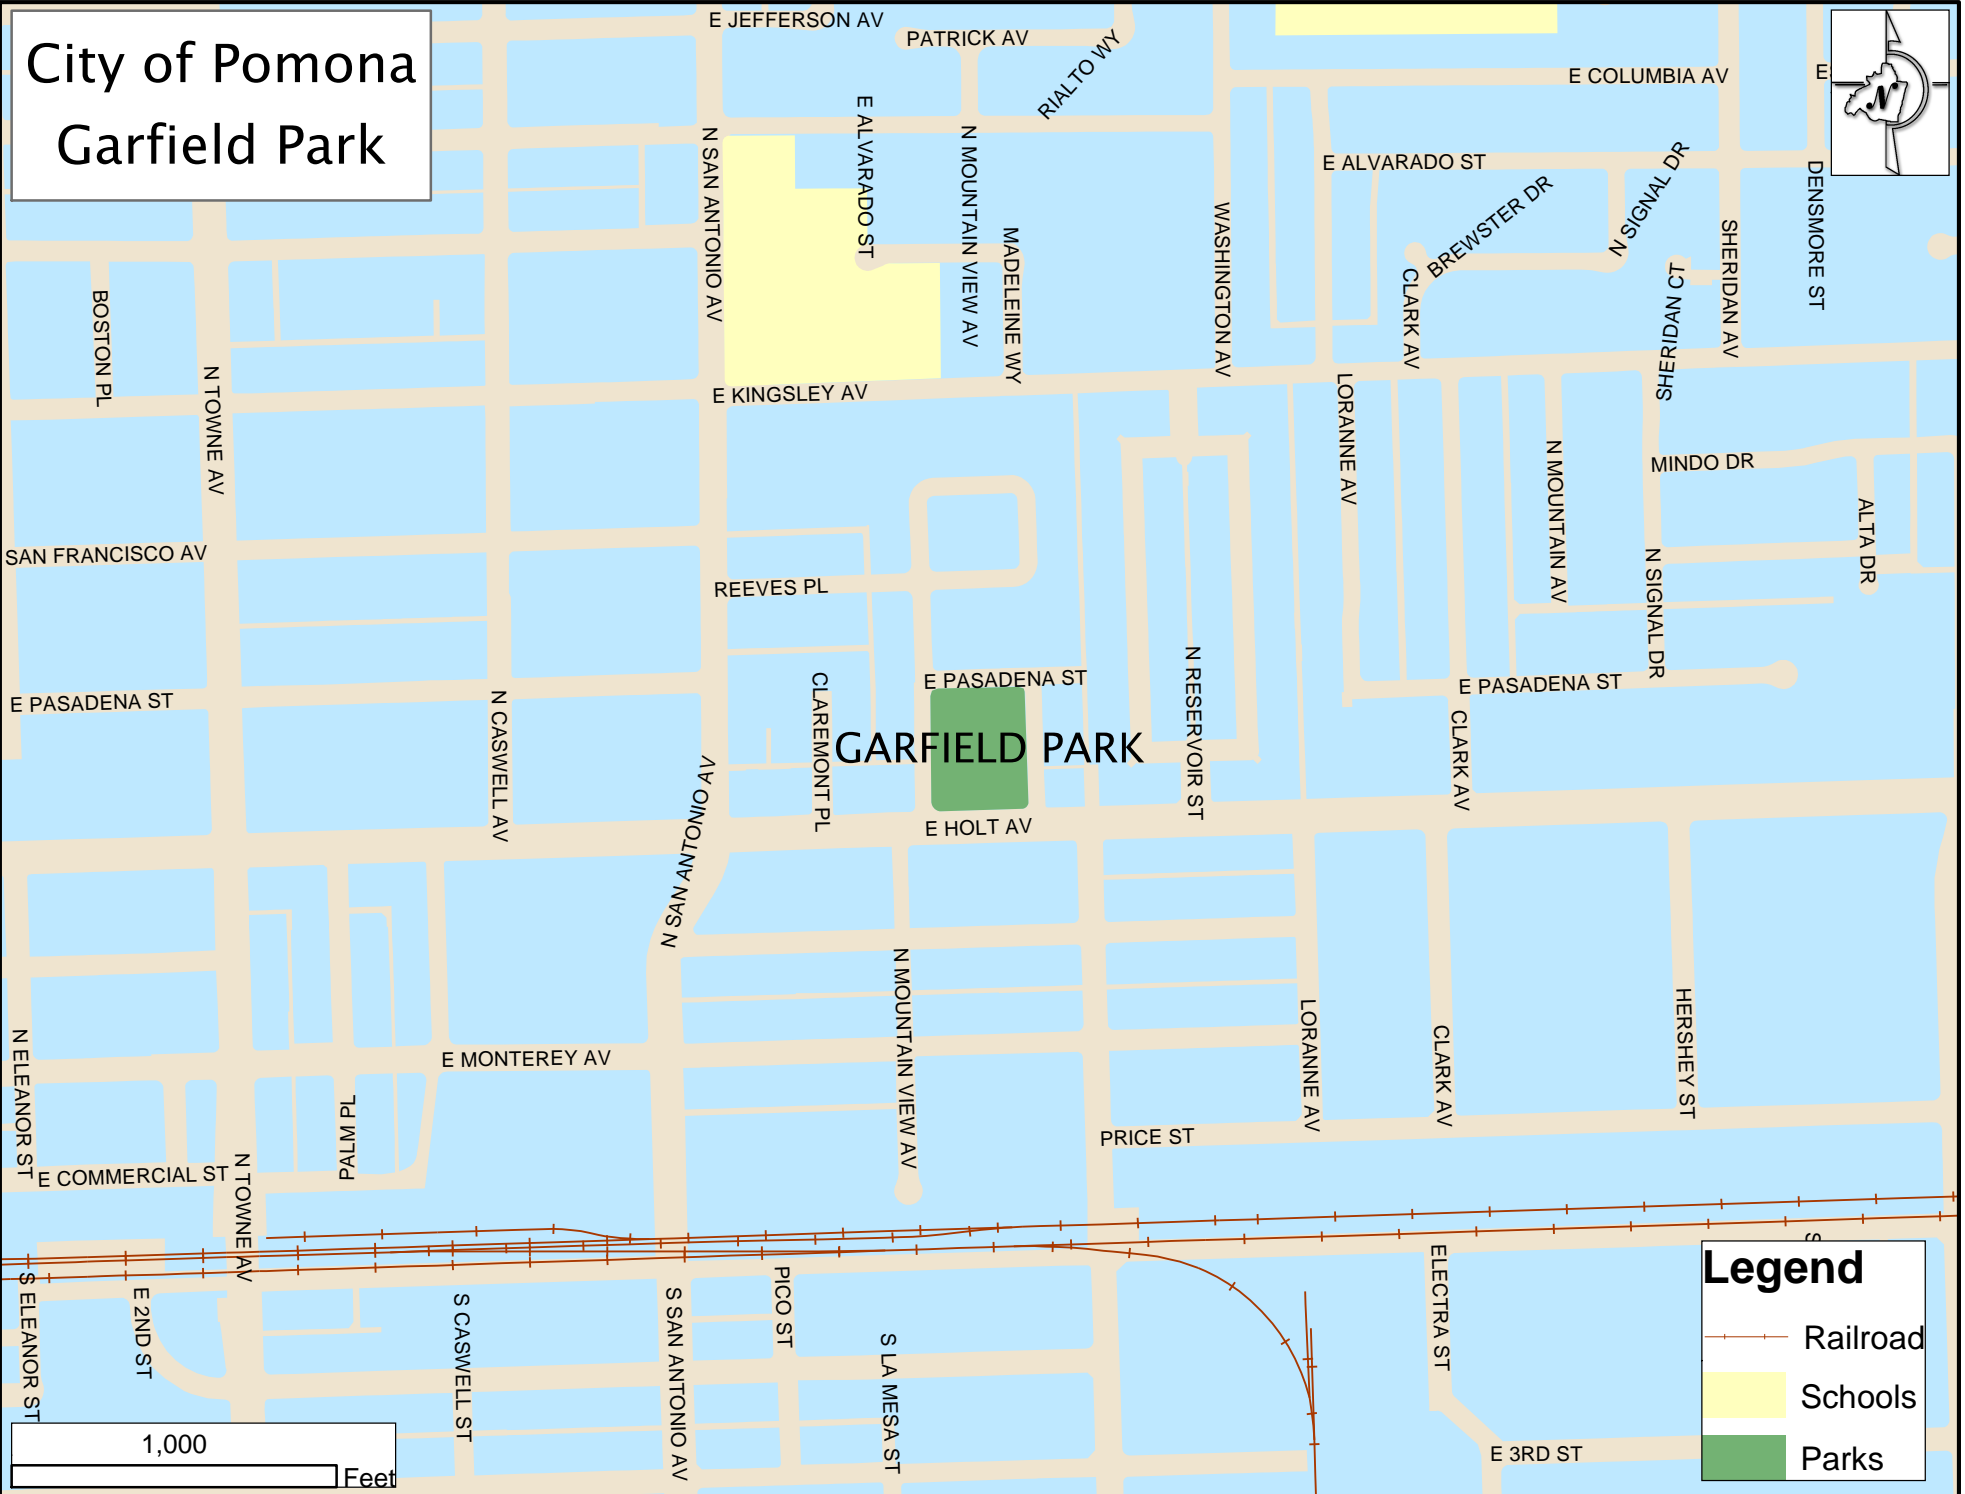 City of Pomona
Garfield Park
E JEFFERSON AV
PATRICK AV
RIALTO WY
E COLUMBIA AV
N
E ALVARADO ST
N SAN ANTONIO AV
N MOUNTAIN VIEW AV
MADELEINE WY
WASHINGTON AV
E ALVARADO ST
BREWSTER DR
N SIGNAL DR
CLARK AV
SHERIDAN CT
SHERIDAN AV
DENSMORE ST
BOSTON PL
N TOWNE AV
E KINGSLEY AV
LORANNE AV
N MOUNTAIN AV
MINDO DR
ALTA DR
SAN FRANCISCO AV
REEVES PL
N SIGNAL DR
E PASADENA ST
N CASWELL AV
CLAREMONT PL
E PASADENA ST
N RESERVOIR ST
E PASADENA ST
CLARK AV
GARFIELD PARK
N SAN ANTONIO AV
E HOLT AV
N MOUNTAIN VIEW AV
LORANNE AV
CLARK AV
HERSHEY ST
N ELEANOR ST
E MONTEREY AV
PALM PL
PRICE ST
E COMMERCIAL ST
N TOWNE AV
S ELEANOR ST
E 2ND ST
S CASWELL ST
S SAN ANTONIO AV
PICO ST
S LA MESA ST
ELECTRA ST
E 3RD ST
Legend
Railroad
Schools
Parks
1,000
Feet